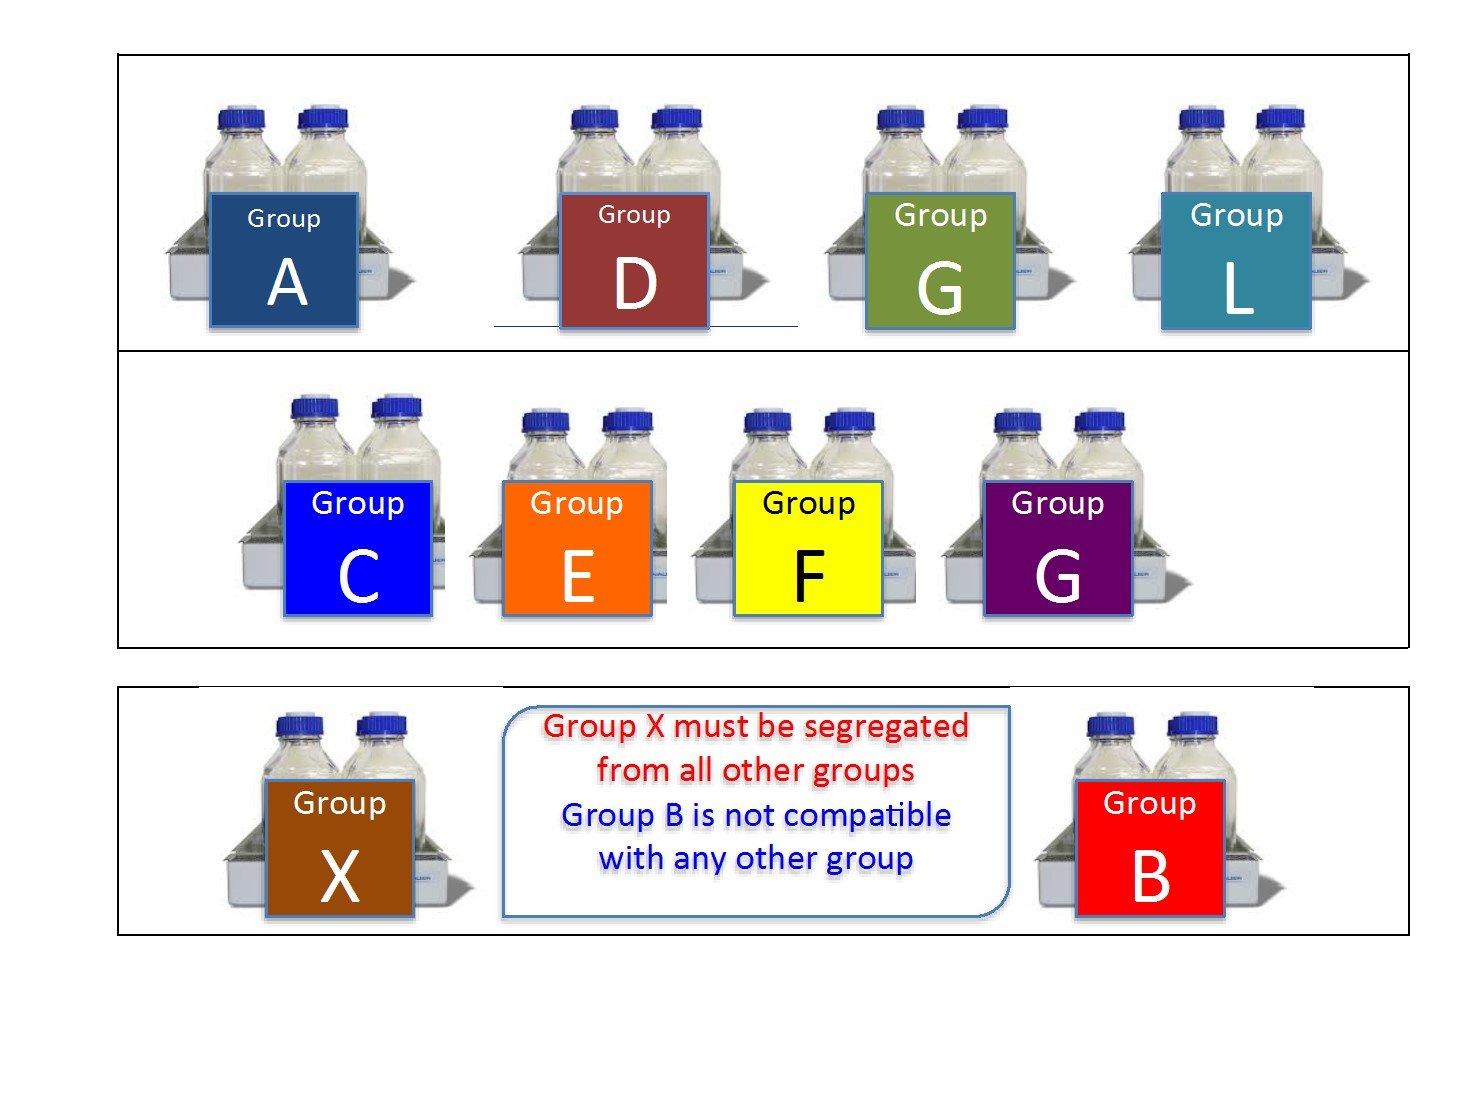 Group
A
Group
D
Group
G
Group
L
Group
C
Group
E
Group
F
Group
G
Group
X
Group X must be segregated
from all other groups
Group B is not compatible
with any other group
Group
B